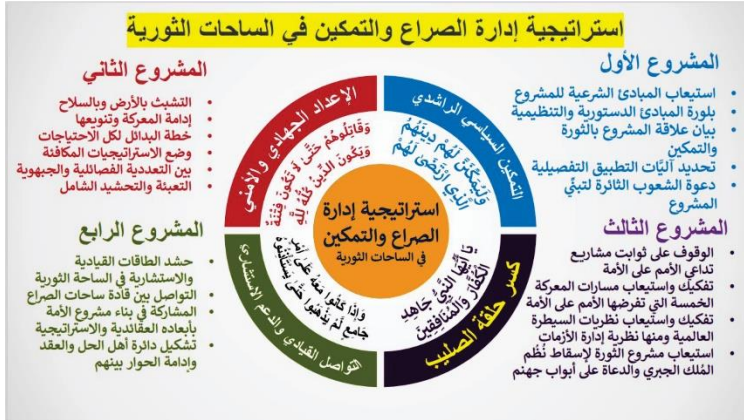 استراتيجية إدارة الصراع والتمكين في الساحات الثورية
المشروع الأول
• استيعاب المبادئ الشرعية للمشروع
• بلورة المبادئ الدستورية والتنظيمية
• بيان علاقة المشروع بالثورة
والتمكين
• تحديد آليّات التطبيق التفصيلية
• دعوة الشعوب الثائرة لتبنّي
المشروع
المشروع الثاني
• التشبث بالأرض وبالسلاح
• إدامة المعركة وتنويعها
• خطة البدائل لكل الاحتياجات
• وضع الاستراتيجيات المكافئة
• بين التعددية الفصائلية والجبهوية
• التعبئة والتحشيد الشامل
المشروع الثالث
• الوقوف على ثوابت مشاريع
تداعي الأمم على الأمة
• تفكيك واستيعاب مسارات المعركة
الخمسة التي تفرضها الأمم على الأمة
• تفكيك واستيعاب نظريات السيطرة
العالمية ومنها نظرية إدارة الأزمات
• استيعاب مشروع الثورة لإسقاط نُظُم
المُلك الجبري والدعاة على أبواب جهنم
المشروع الرابع
• حشد الطاقات القيادية
والاستشارية في الساحة الثورية
• التواصل بين قادة ساحات الصراع
• المشاركة في بناء مشروع الأمة
بأبعاده العقائدية والاستراتيجية
• تشكيل دائرة أهل الحل والعقد
وإدامة الحوار بينهم
التمكين السياسي الراشدي
وَلَيُمَكِّنَنَّ لَهُمْ دِينَهُمُ
الَّذِي ارْتَضَى لَهُمْ
الإعداد الجهادي والأمني
وَقَاتِلُوهُمْ حَتَّى لَا تَكُونَ فِتْنَةٌ
وَيَكُونَ الدِّينُ كُلُّهُ لِلَّهِ
استراتيجية إدارة
الصراع والتمكين
في الساحات الثورية
يَا أَيُّهَا النَّبِيُّ جَاهِدِ
الْكُفَّارَ وَالْمُنَافِقِينَ
كسر حلقة الصليب
وَإِذَا كَانُوا مَعَهُ عَلَى أَمْرٍ
جَامِعٍ لَمْ يَذْهَبُوا حَتَّى يَسْتَأْذِنُوهُ
التواصل القيادي والدعم الاستشاري